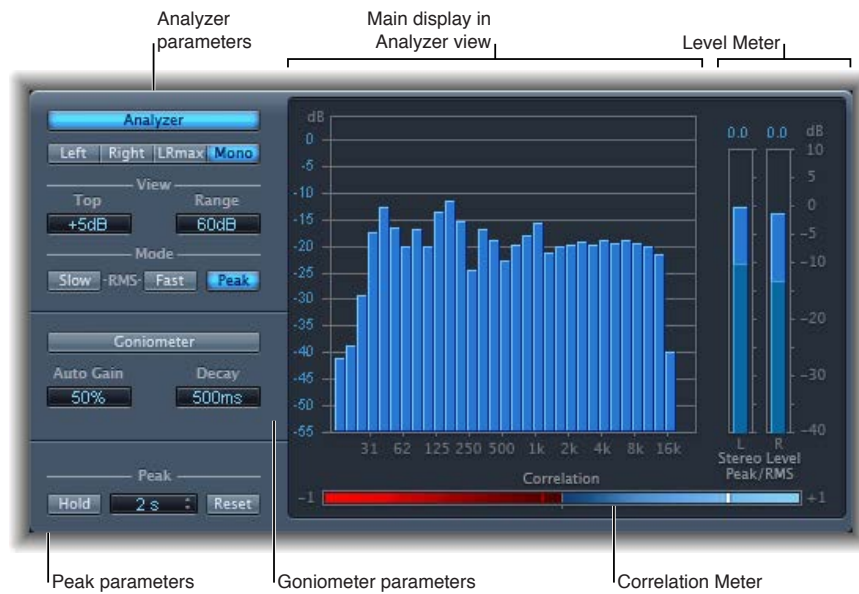 Analyzer
parameters
Main display in
Analyzer view
Level Meter
Analyzer
Left Right LRmax Mono
View
Top Range
+5dB 60dB
Mode
Slow -RMS- Fast Peak
Goniometer
Auto Gain Decay
50% 500ms
Peak
Hold 2 s Reset
dB
0
-5
-10
-15
-20
-25
-30
-35
-40
-45
-50
-55
31 62 125 250 500 1k 2k 4k 8k 16k
0.0 0.0 dB
10
5
0
-5
-10
-20
-30
-40
L R
Stereo Level
Peak/RMS
Correlation
-1 +1
Peak parameters
Goniometer parameters
Correlation Meter